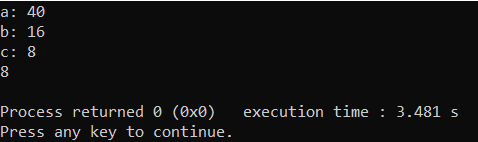 a: 40
b: 16
c: 8
8
Process returned 0 (0x0)   execution time : 3.481 s
Press any key to continue.